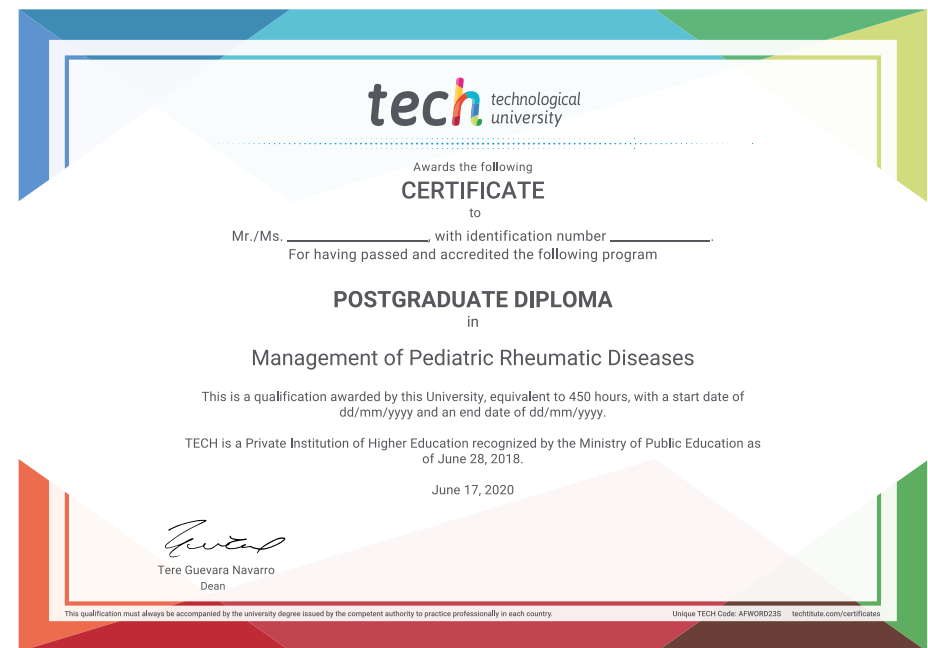 tech technological
university
Awards the following
CERTIFICATE
to
Mr./Ms. ____________, with identification number ____________.
For having passed and accredited the following program
POSTGRADUATE DIPLOMA
in
Management of Pediatric Rheumatic Diseases
This is a qualification awarded by this University, equivalent to 450 hours, with a start date of
dd/mm/yyyy and an end date of dd/mm/yyyy.
TECH is a Private Institution of Higher Education recognized by the Ministry of Public Education as
of June 28, 2018.
June 17, 2020
Tere Guevara Navarro
Dean
This qualification must always be accompanied by the university degree issued by the competent authority to practice professionally in each country.
Unique TECH Code: AFWORD23S techtitute.com/certificates